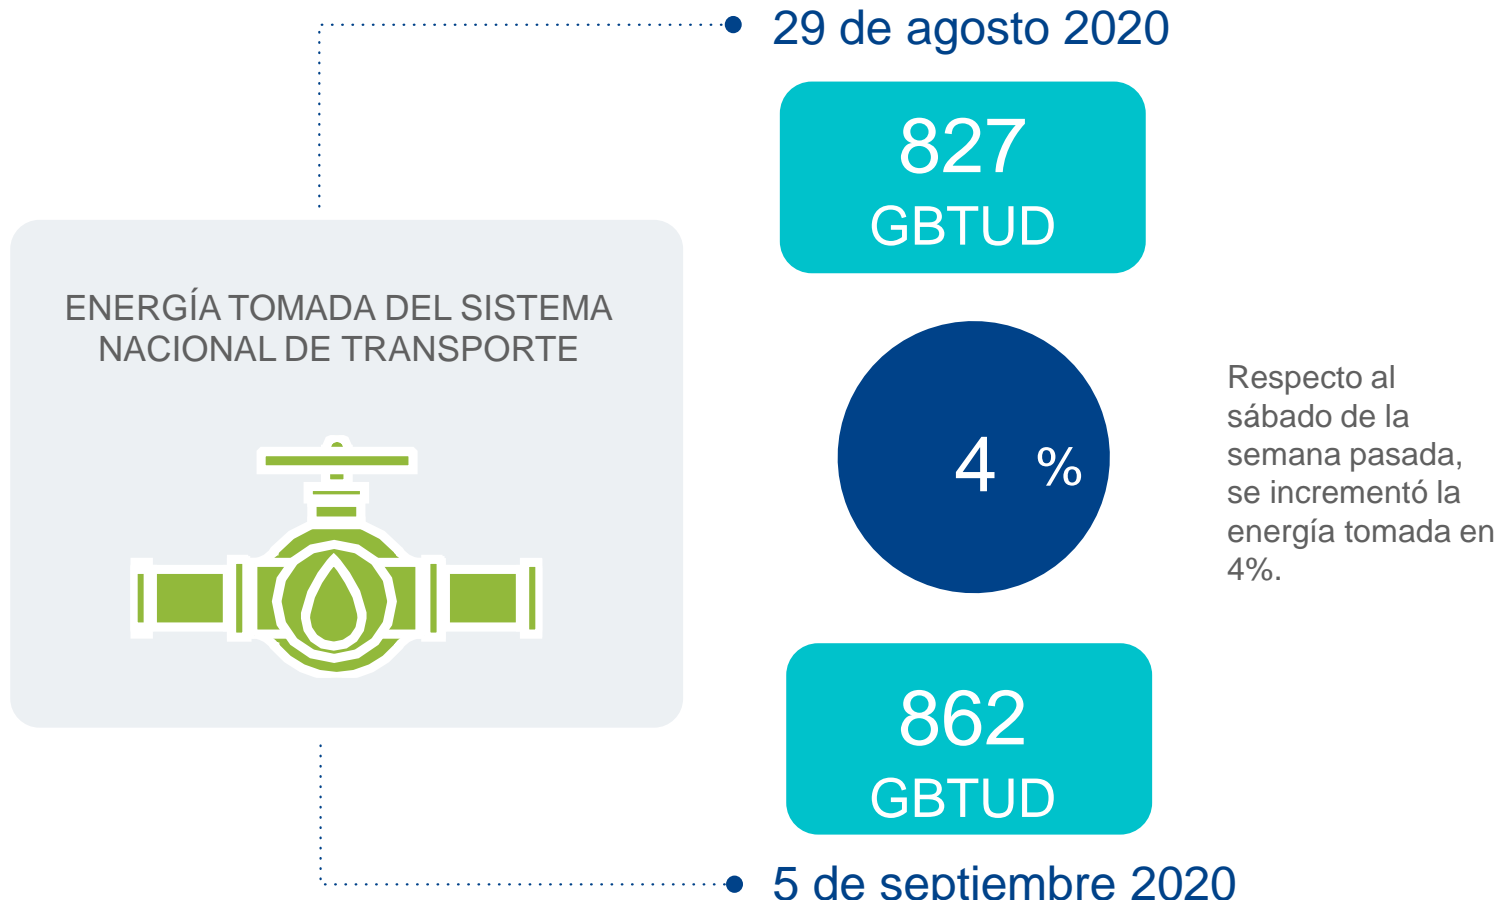 29 de agosto 2020
827
GBTUD
ENERGÍA TOMADA DEL SISTEMA
NACIONAL DE TRANSPORTE
4 %
Respecto al
sábado de la
semana pasada,
se incrementó la
energía tomada en
4%.
862
GBTUD
5 de septiembre 2020